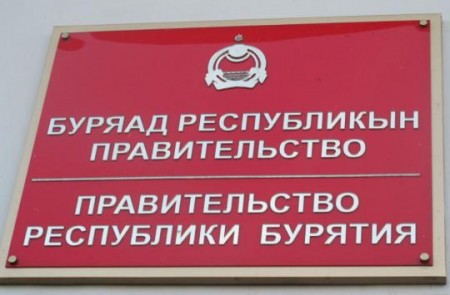 БУРЯАД РЕСПУБЛИКЫН
ПРАВИТЕЛЬСТВО
ПРАВИТЕЛЬСТВО
РЕСПУБЛИКИ БУРЯТИЯ